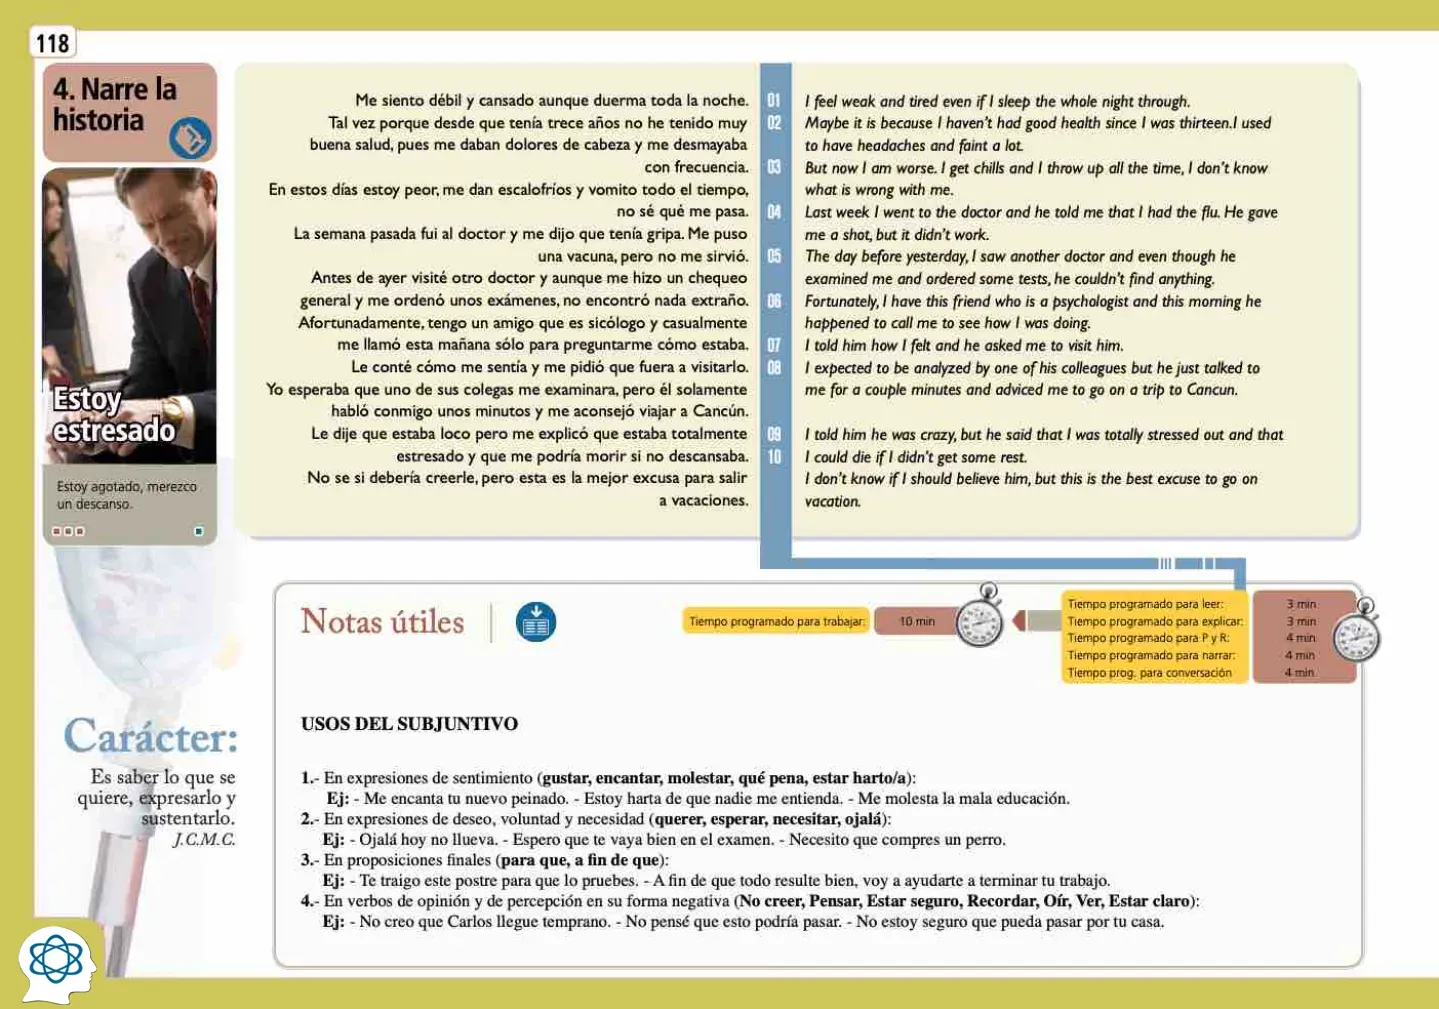 118
4. Narre la
historia
Estoy
estresado
Estoy agotado, merezco
un descanso.
Me siento débil y cansado aunque duerma toda la noche.
Tal vez porque desde que tenía trece años no he tenido muy
buena salud, pues me daban dolores de cabeza y me desmayaba
con frecuencia.
En estos días estoy peor, me dan escalofríos y vomito todo el tiempo,
no sé qué me pasa.
La semana pasada fui al doctor y me dijo que tenía gripa. Me puso
una vacuna, pero no me sirvió.
Antes de ayer visité otro doctor y aunque me hizo un chequeo
general y me ordenó unos exámenes, no encontró nada extraño.
Afortunadamente, tengo un amigo que es sicólogo y casualmente
me llamó esta mañana sólo para preguntarme cómo estaba.
Le conté cómo me sentía y me pidió que fuera a visitarlo.
Yo esperaba que uno de sus colegas me examinara, pero él solamente
habló conmigo unos minutos y me aconsejó viajar a Cancún.
Le dije que estaba loco pero me explicó que estaba totalmente
estresado y que me podría morir si no descansaba.
No se si debería creerle, pero esta es la mejor excusa para salir
a vacaciones.
01
02
03
04
05
06
07
08
09
10
I feel weak and tired even if I sleep the whole night through.
Maybe it is because I haven't had good health since I was thirteen.I used
to have headaches and faint a lot.
But now I am worse. I get chills and I throw up all the time, I don't know
what is wrong with me.
Last week I went to the doctor and he told me that I had the flu. He gave
me a shot, but it didn't work.
The day before yesterday, I saw another doctor and even though he
examined me and ordered some tests, he couldn't find anything.
Fortunately, I have this friend who is a psychologist and this morning he
happened to call me to see how I was doing.
I told him how I felt and he asked me to visit him.
I expected to be analyzed by one of his colleagues but he just talked to
me for a couple minutes and adviced me to go on a trip to Cancun.
I told him he was crazy, but he said that I was totally stressed out and that
I could die if I didn't get some rest.
I don't know if I should believe him, but this is the best excuse to go on
vacation.
Notas útiles
Tiempo programado para trabajar: 10 min
Tiempo programado para leer: 3 min
Tiempo programado para explicar: 3 min
Tiempo programado para P y R: 4 min
Tiempo programado para narrar: 4 min
Tiempo prog. para conversación 4 min
Carácter:
Es saber lo que se
quiere, expresarlo y
sustentarlo.
J.C.M.C.
USOS DEL SUBJUNTIVO
1.- En expresiones de sentimiento (gustar, encantar, molestar, qué pena, estar harto/a):
Ej: - Me encanta tu nuevo peinado. - Estoy harta de que nadie me entienda. - Me molesta la mala educación.
2.- En expresiones de deseo, voluntad y necesidad (querer, esperar, necesitar, ojalá):
Ej: - Ojalá hoy no llueva. - Espero que te vaya bien en el examen. - Necesito que compres un perro.
3.- En proposiciones finales (para que, a fin de que):
Ej: - Te traigo este postre para que lo pruebes. - A fin de que todo resulte bien, voy a ayudarte a terminar tu trabajo.
4.- En verbos de opinión y de percepción en su forma negativa (No creer, Pensar, Estar seguro, Recordar, Oír, Ver, Estar claro):
Ej: - No creo que Carlos llegue temprano. - No pensé que esto podría pasar. - No estoy seguro que pueda pasar por tu casa.